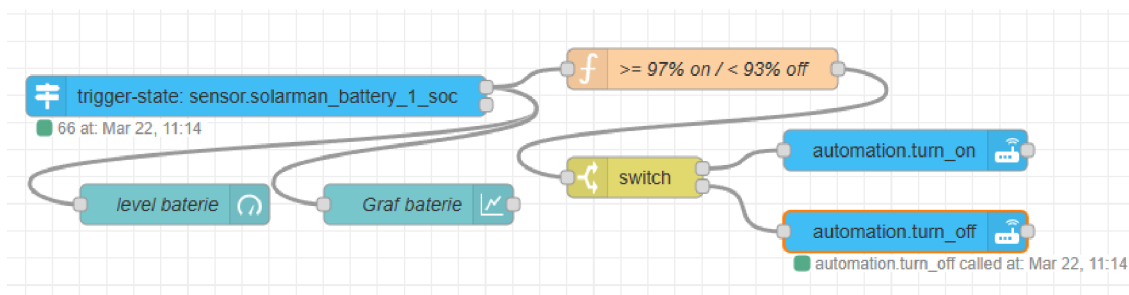 >= 97% on / < 93% off
trigger-state: sensor.solarman_battery_1_soc
66 at: Mar 22, 11:14
automation.turn_on
switch
level baterie
Graf baterie
automation.turn_off
automation.turn_off called at: Mar 22, 11:14